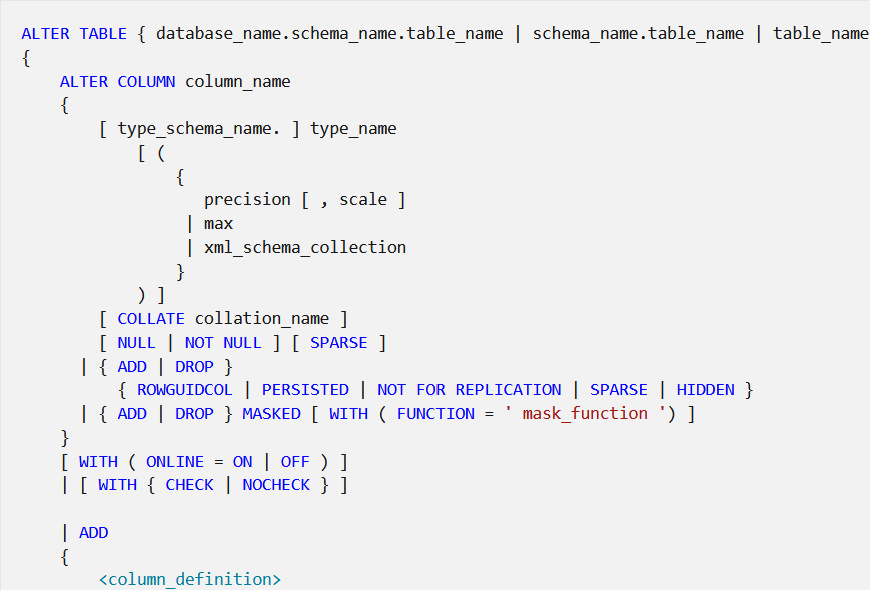 ALTER TABLE { database_name.schema_name.table_name | schema_name.table_name | table_name
{
    ALTER COLUMN column_name
    {
        [ type_schema_name. ] type_name
            [ (
                {
                   precision [ , scale ]
                 | max
                 | xml_schema_collection
                }
            ) ]
        [ COLLATE collation_name ]
        [ NULL | NOT NULL ] [ SPARSE ]
      | { ADD | DROP }
          { ROWGUIDCOL | PERSISTED | NOT FOR REPLICATION | SPARSE | HIDDEN }
      | { ADD | DROP } MASKED [ WITH ( FUNCTION = ' mask_function ') ]
    }
    [ WITH ( ONLINE = ON | OFF ) ]
    | [ WITH { CHECK | NOCHECK } ]
    | ADD
    {
        <column_definition>